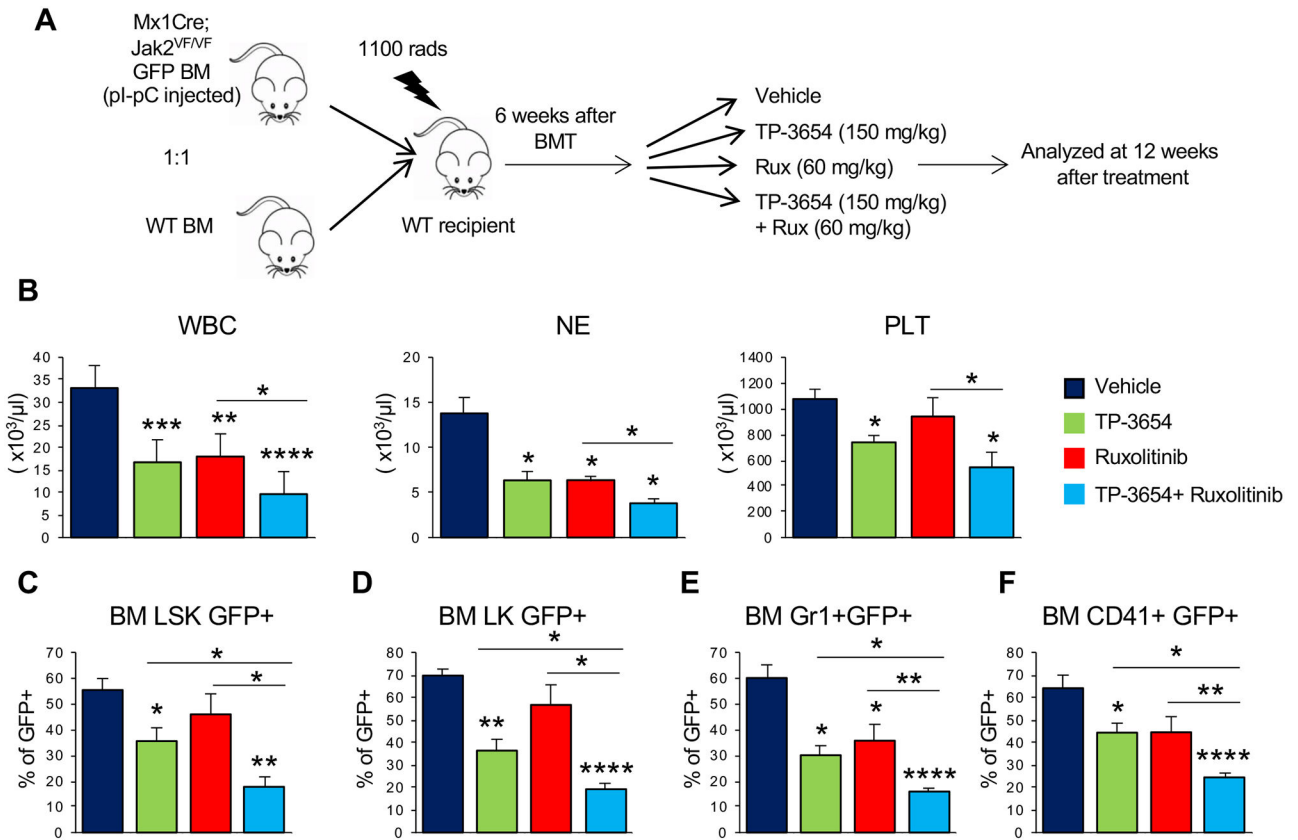 A
Mx1Cre;
Jak2VF/VF
GFP BM
(pI-pC injected)
1:1
WT BM
1100 rads
WT recipient
6 weeks after
BMT
Vehicle
TP-3654 (150 mg/kg)
Rux (60 mg/kg)
TP-3654 (150 mg/kg)
+ Rux (60 mg/kg)
Analyzed at 12 weeks
after treatment
B
WBC
( x10³/µl)
40
35
30
25
20
15
10
5
0
***
**
*
****
NE
( x10³/µl)
20
15
10
5
0
*
*
*
*
PLT
( x10³/µl)
1400
1200
1000
800
600
400
200
0
*
*
*
Vehicle
TP-3654
Ruxolitinib
TP-3654+ Ruxolitinib
C
BM LSK GFP+
% of GFP+
70
60
50
40
30
20
10
0
*
*
*
**
D
BM LK GFP+
% of GFP+
80
70
60
50
40
30
20
10
0
*
*
**
****
E
BM Gr1+GFP+
% of GFP+
70
60
50
40
30
20
10
0
*
**
*
*
****
F
BM CD41+ GFP+
% of GFP+
80
70
60
50
40
30
20
10
0
*
**
*
****